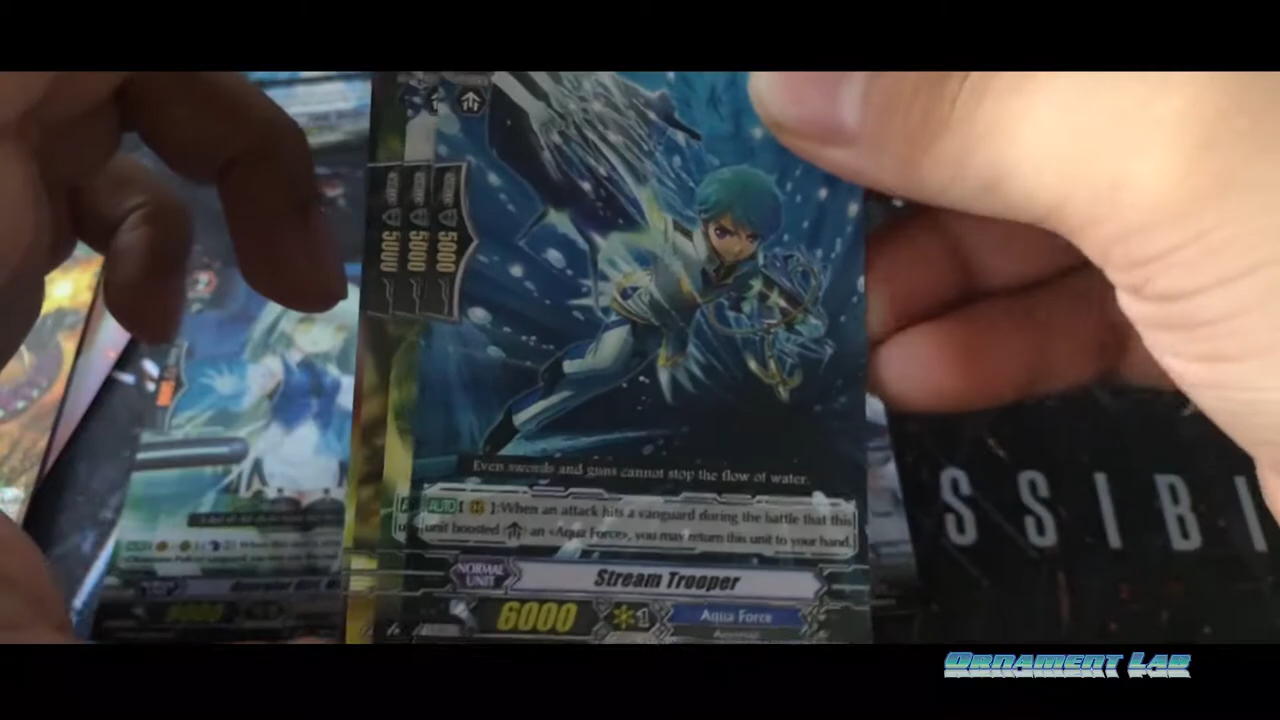 5000
5000
5000
Even swords and guns cannot stop the flow of water.
AUTO [ ]:When an attack hits a vanguard during the battle that this
unit boosted an «Aqua Force», you may return this unit to your hand.
NORMAL
UNIT
Stream Trooper
6000
1
Aqua Force
SSIBI
ORNAMENT LAB